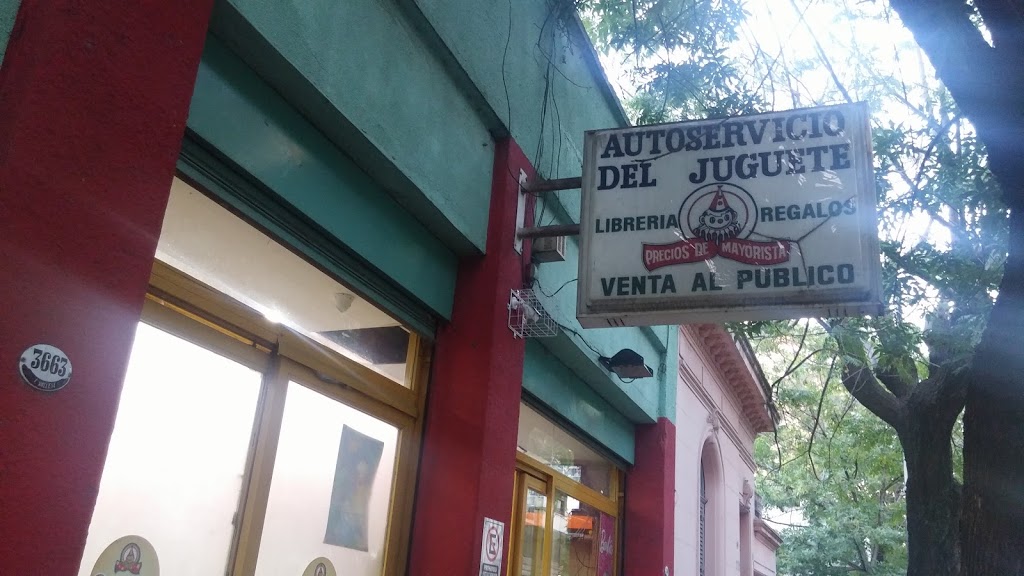 AUTOSERVICIO
DEL JUGUETE
LIBRERIA REGALOS
PRECIOS DE MAYORISTA
VENTA AL PUBLICO
3663
E